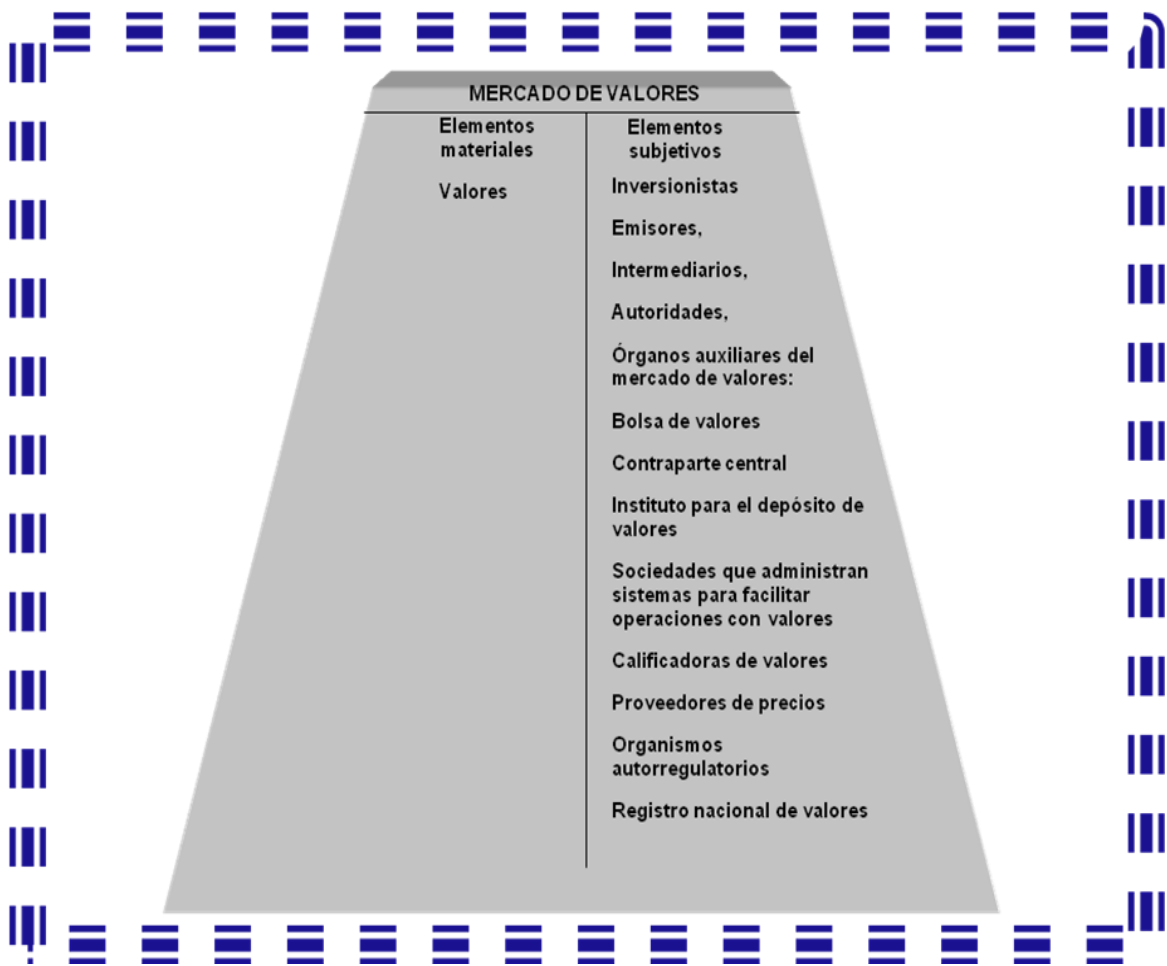 MERCADO DE VALORES
Elementos
materiales
Valores
Elementos
subjetivos
Inversionistas
Emisores,
Intermediarios,
Autoridades,
Órganos auxiliares del
mercado de valores:
Bolsa de valores
Contraparte central
Instituto para el depósito de
valores
Sociedades que administran
sistemas para facilitar
operaciones con valores
Calificadoras de valores
Proveedores de precios
Organismos
autorregulatorios
Registro nacional de valores